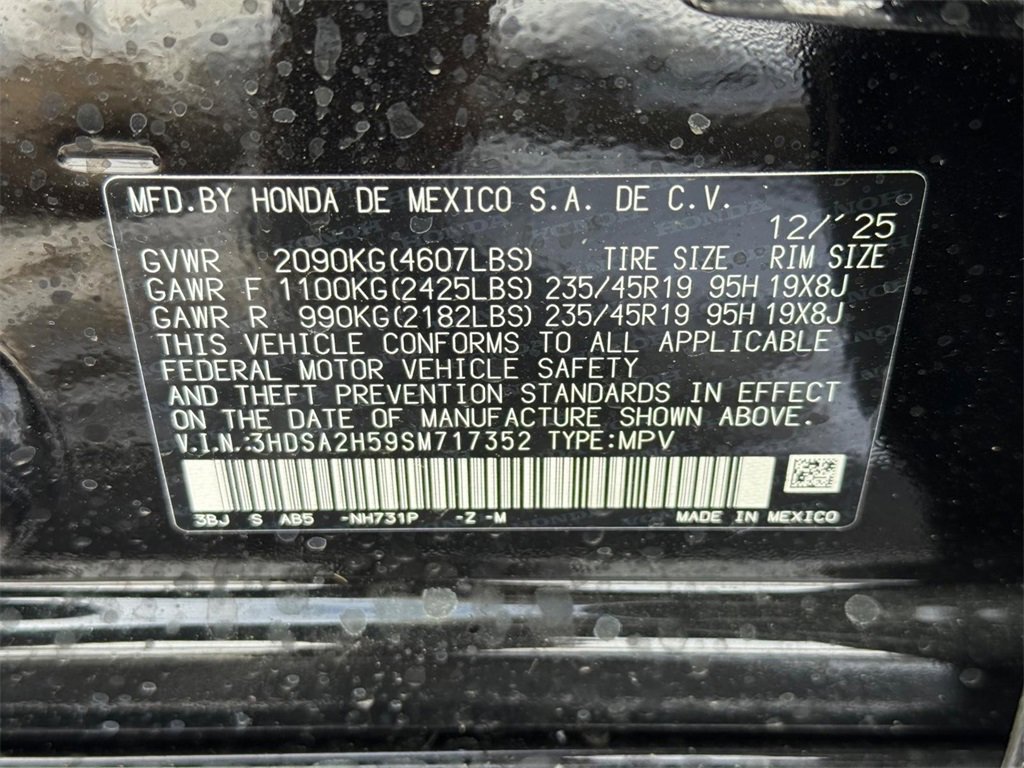 MFD.BY HONDA DE MEXICO S.A. DE C.V.
12/'25
GVWR 2090KG(4607LBS) TIRE SIZE RIM SIZE
GAWR F 1100KG(2425LBS) 235/45R19 95H 19X8J
GAWR R 990KG(2182LBS) 235/45R19 95H 19X8J
THIS VEHICLE CONFORMS TO ALL APPLICABLE
FEDERAL MOTOR VEHICLE SAFETY
AND THEFT PREVENTION STANDARDS IN EFFECT
ON THE DATE OF MANUFACTURE SHOWN ABOVE.
V.I.N.:3HDSA2H59SM717352 TYPE:MPV
3BJ S AB5 -NH731P -Z -M MADE IN MEXICO